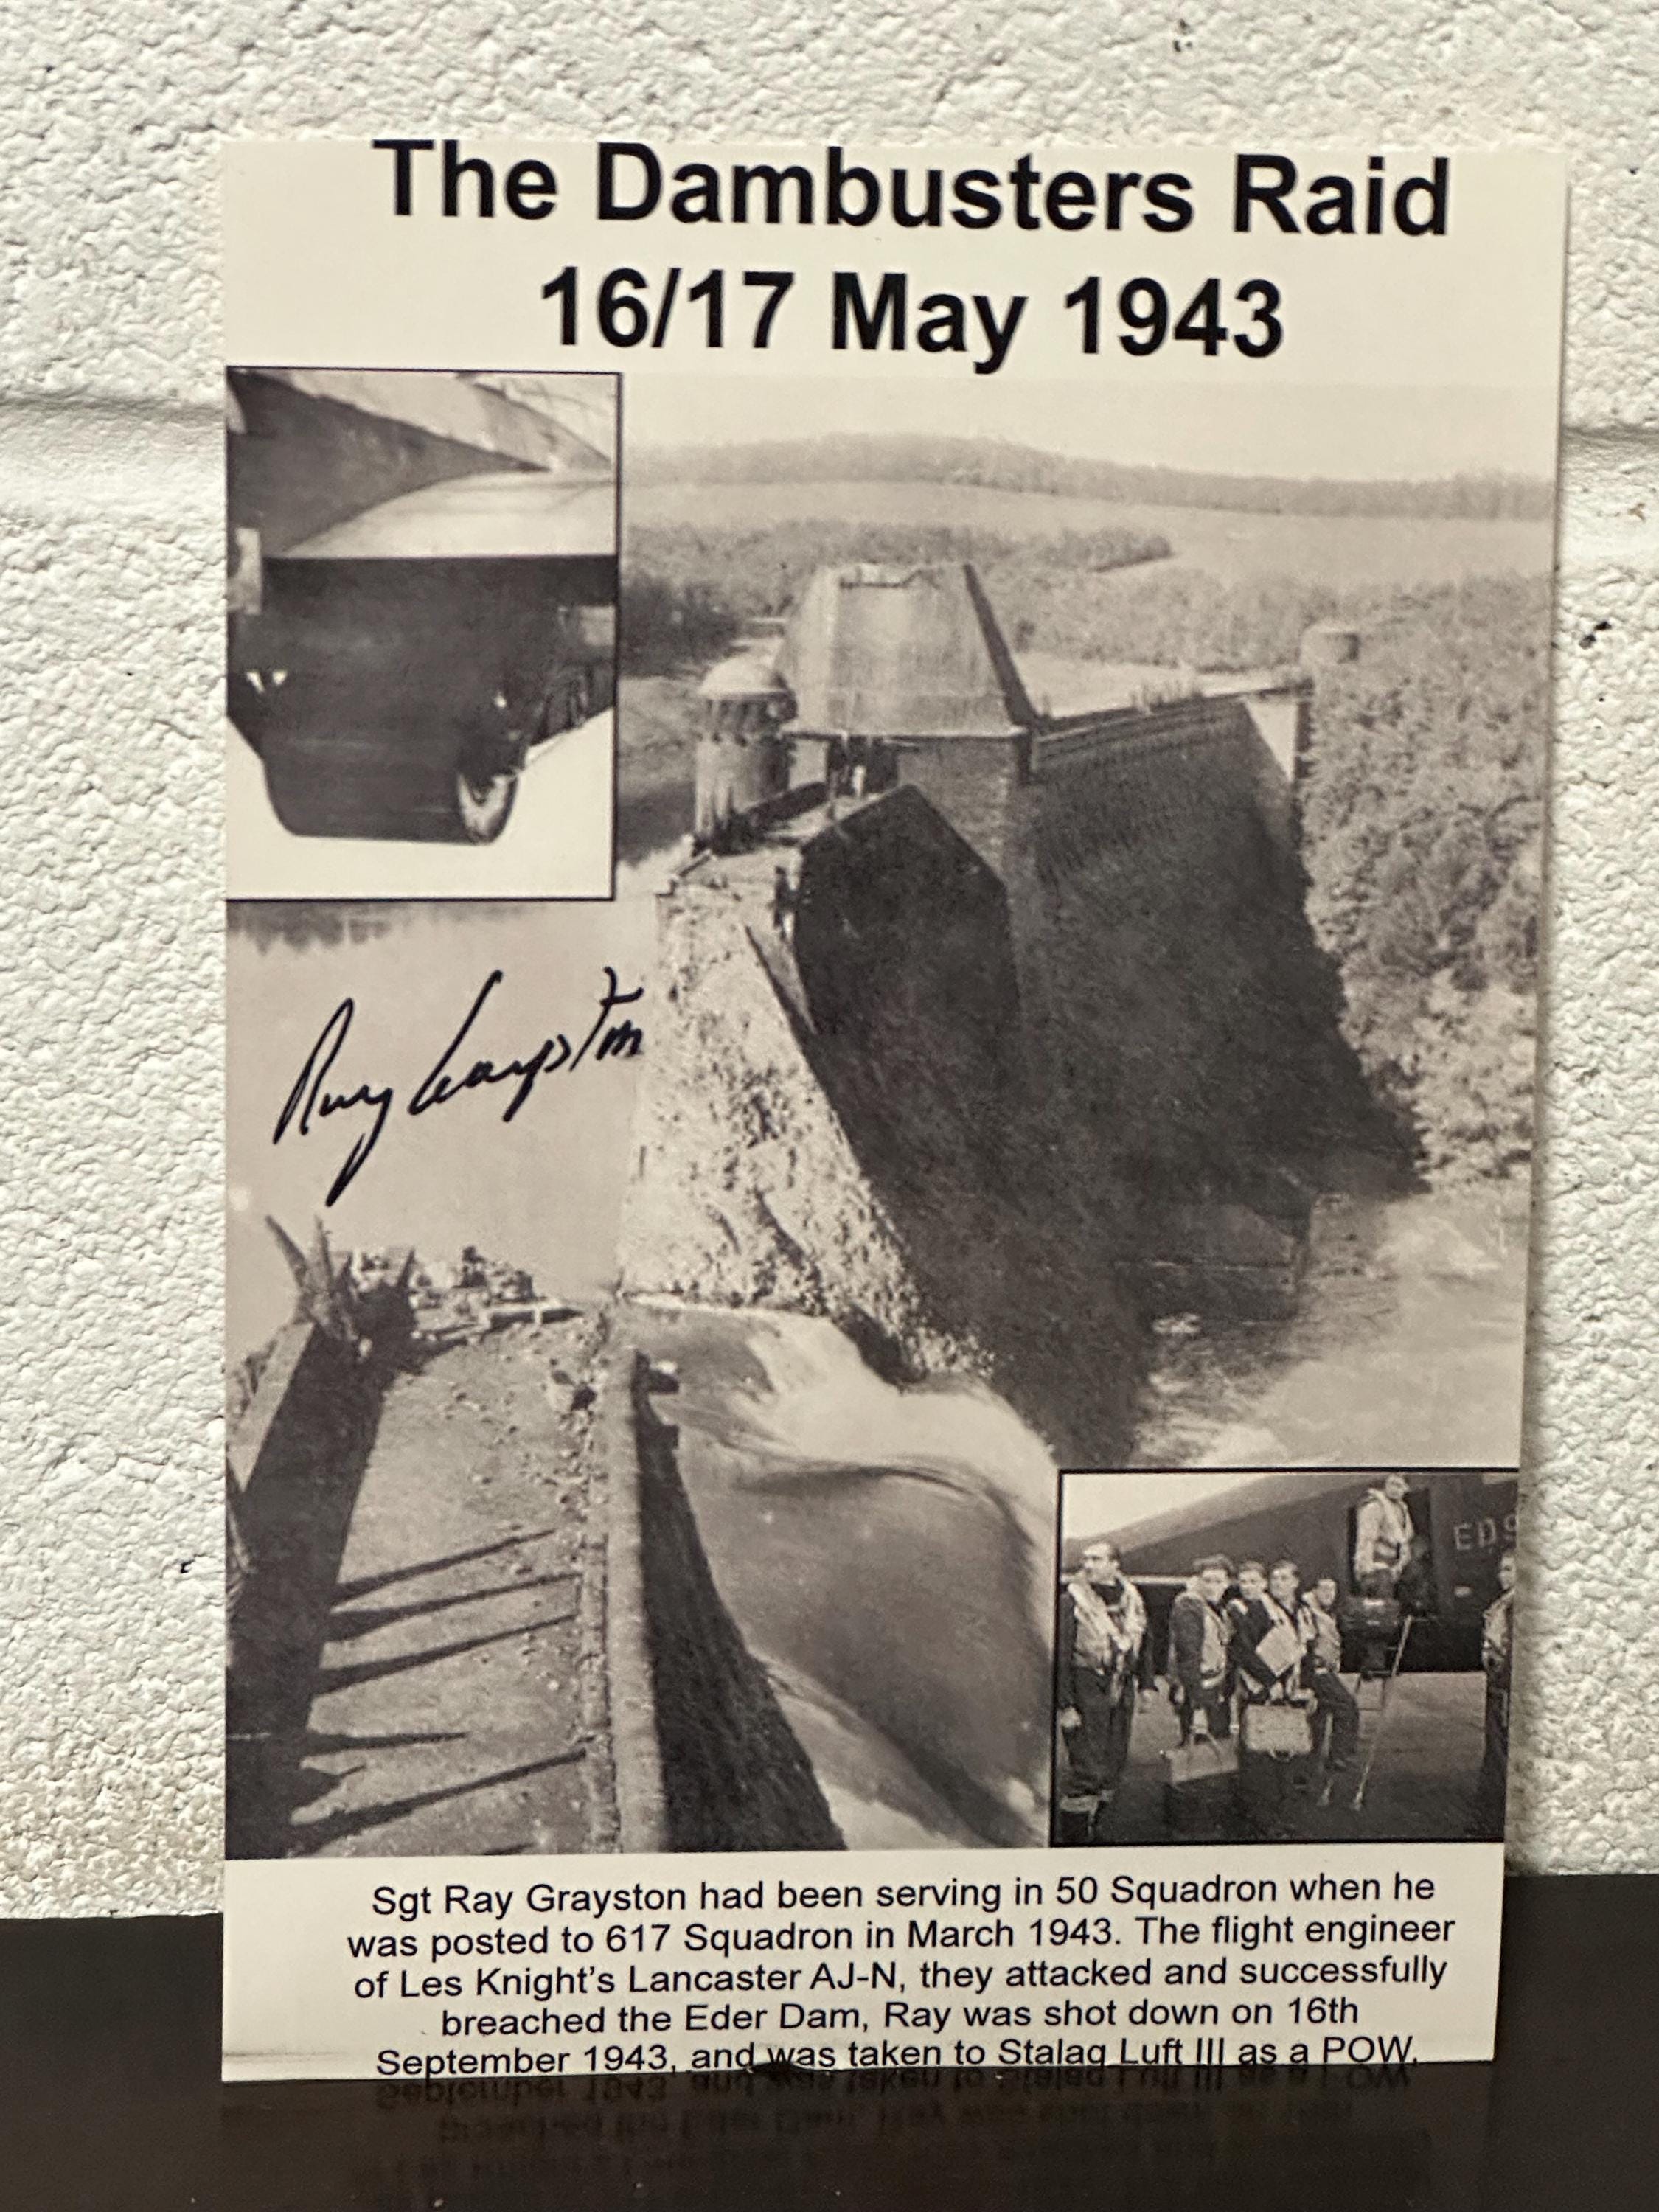 The Dambusters Raid
16/17 May 1943
Ray Grayston
ED9
Sgt Ray Grayston had been serving in 50 Squadron when he
was posted to 617 Squadron in March 1943. The flight engineer
of Les Knight's Lancaster AJ-N, they attacked and successfully
breached the Eder Dam, Ray was shot down on 16th
September 1943, and was taken to Stalag Luft III as a POW.